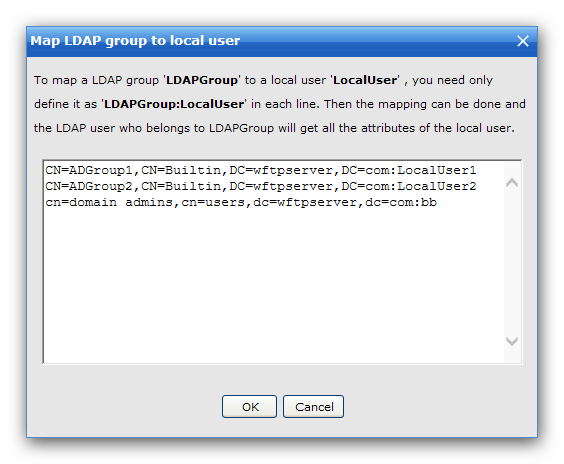 Map LDAP group to local user
To map a LDAP group 'LDAPGroup' to a local user 'LocalUser' , you need only
define it as 'LDAPGroup:LocalUser' in each line. Then the mapping can be done and
the LDAP user who belongs to LDAPGroup will get all the attributes of the local user.
CN=ADGroup1,CN=Builtin,DC=wftpserver,DC=com:LocalUser1
CN=ADGroup2,CN=Builtin,DC=wftpserver,DC=com:LocalUser2
cn=domain admins,cn=users,dc=wftpserver,dc=com:bb
OK Cancel